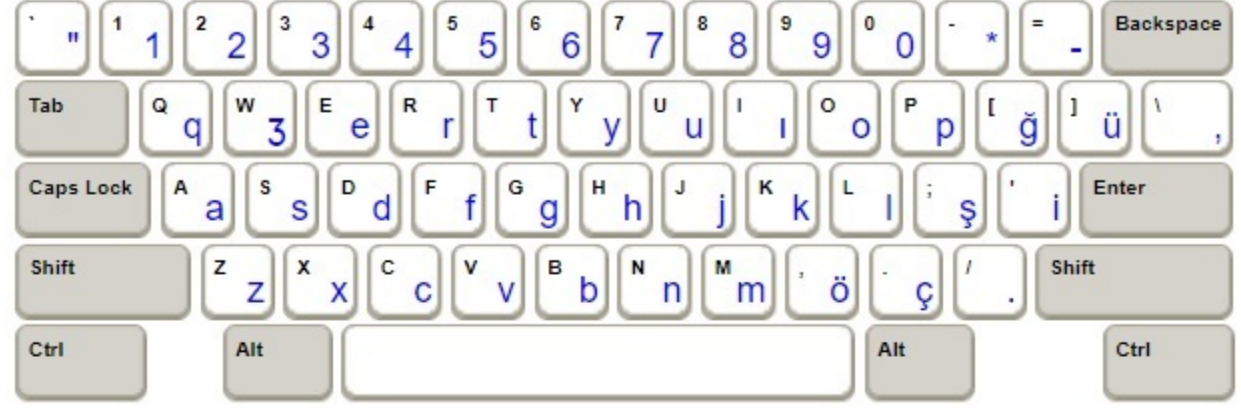 ` " 1 1 2 2 3 3 4 4 5 5 6 6 7 7 8 8 9 9 0 0 - * = - Backspace
Tab Q q W ʒ E e R r T t Y y U u I ı O o P p [ ğ ] ü \ ,
Caps Lock A a S s D d F f G g H h J j K k L l ; ş ' i Enter
Shift Z z X x C c V v B b N n M m , ö . ç / . Shift
Ctrl Alt Alt Ctrl